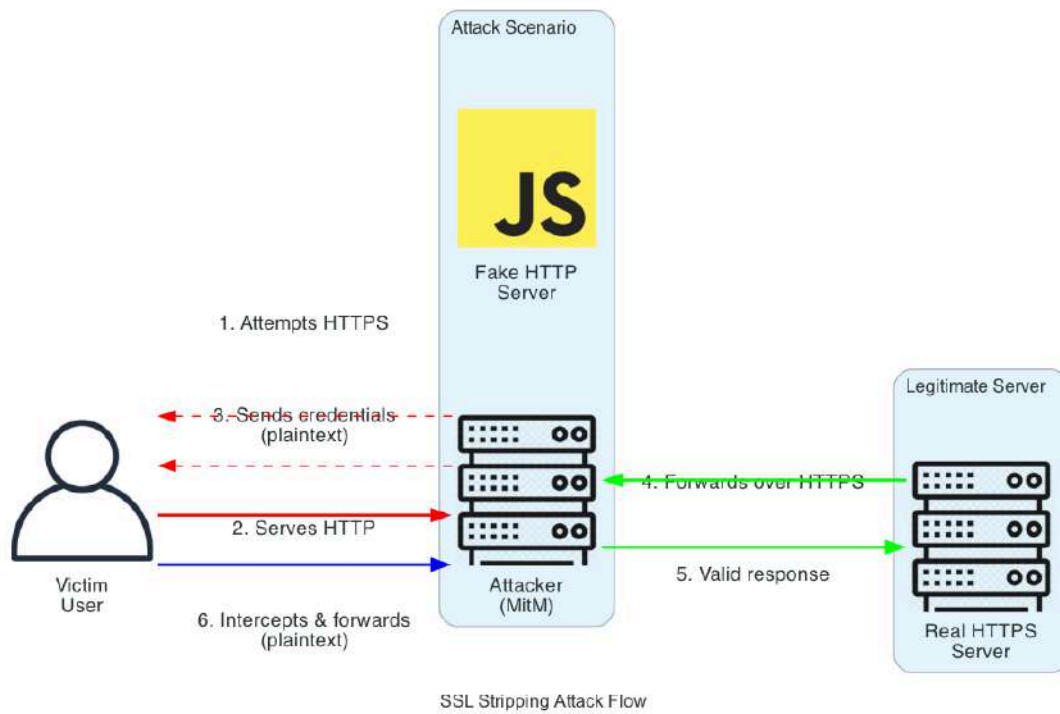 Attack Scenario
JS
Fake HTTP
Server
1. Attempts HTTPS
Legitimate Server
3. Sends credentials
(plaintext)
4. Forwards over HTTPS
2. Serves HTTP
5. Valid response
Victim
User
Attacker
(MitM)
6. Intercepts & forwards
(plaintext)
Real HTTPS
Server
SSL Stripping Attack Flow